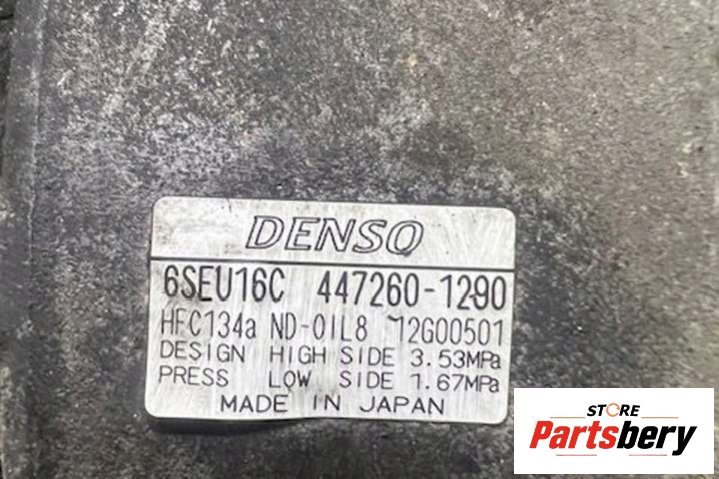 DENSO
6SEU16C 447260-1290
HFC134a ND-OIL8 12G00501
DESIGN HIGH SIDE 3.53MPa
PRESS LOW SIDE 1.67MPa
MADE IN JAPAN
STORE
Partsbery